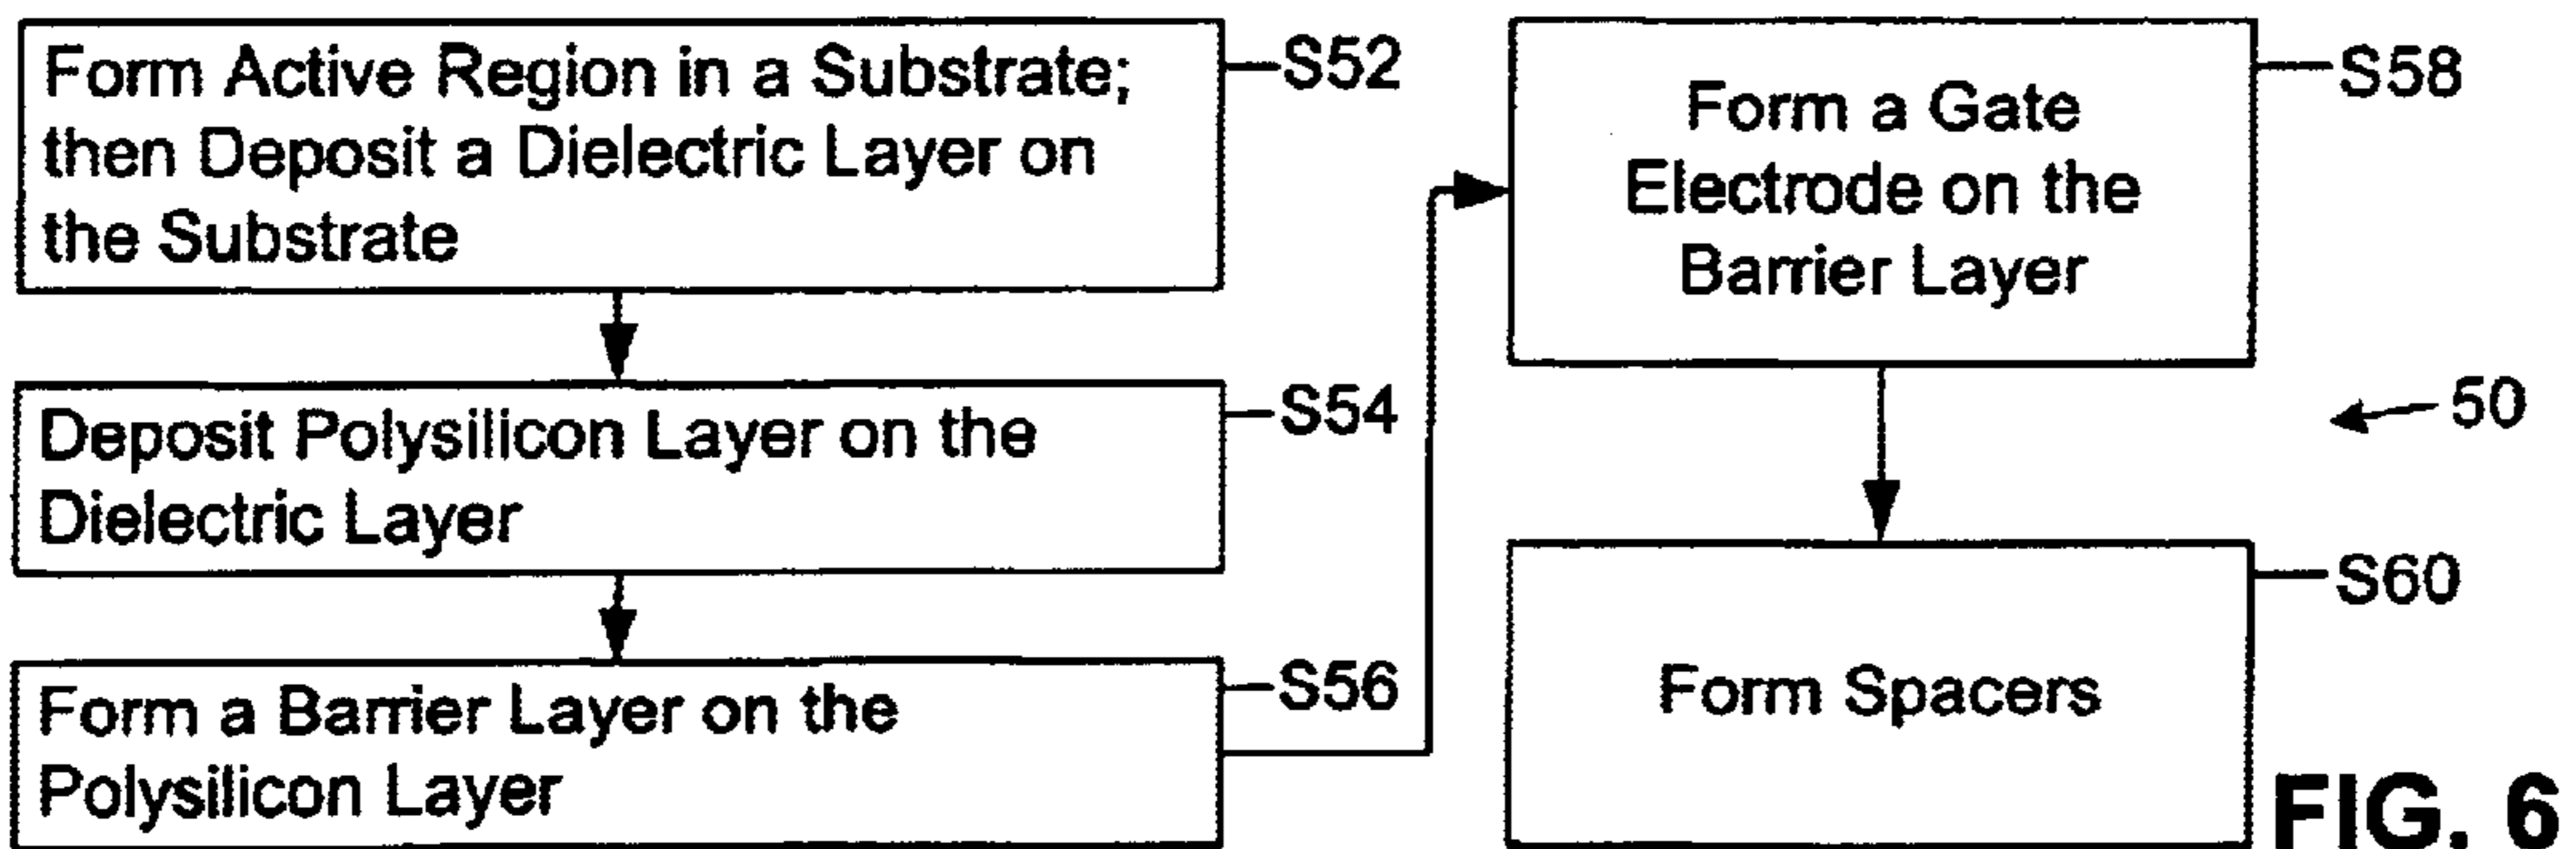 Form Active Region in a Substrate;
then Deposit a Dielectric Layer on
the Substrate
S52
Deposit Polysilicon Layer on the
Dielectric Layer
S54
Form a Barrier Layer on the
Polysilicon Layer
S56
Form a Gate
Electrode on the
Barrier Layer
S58
50
Form Spacers
S60
FIG. 6